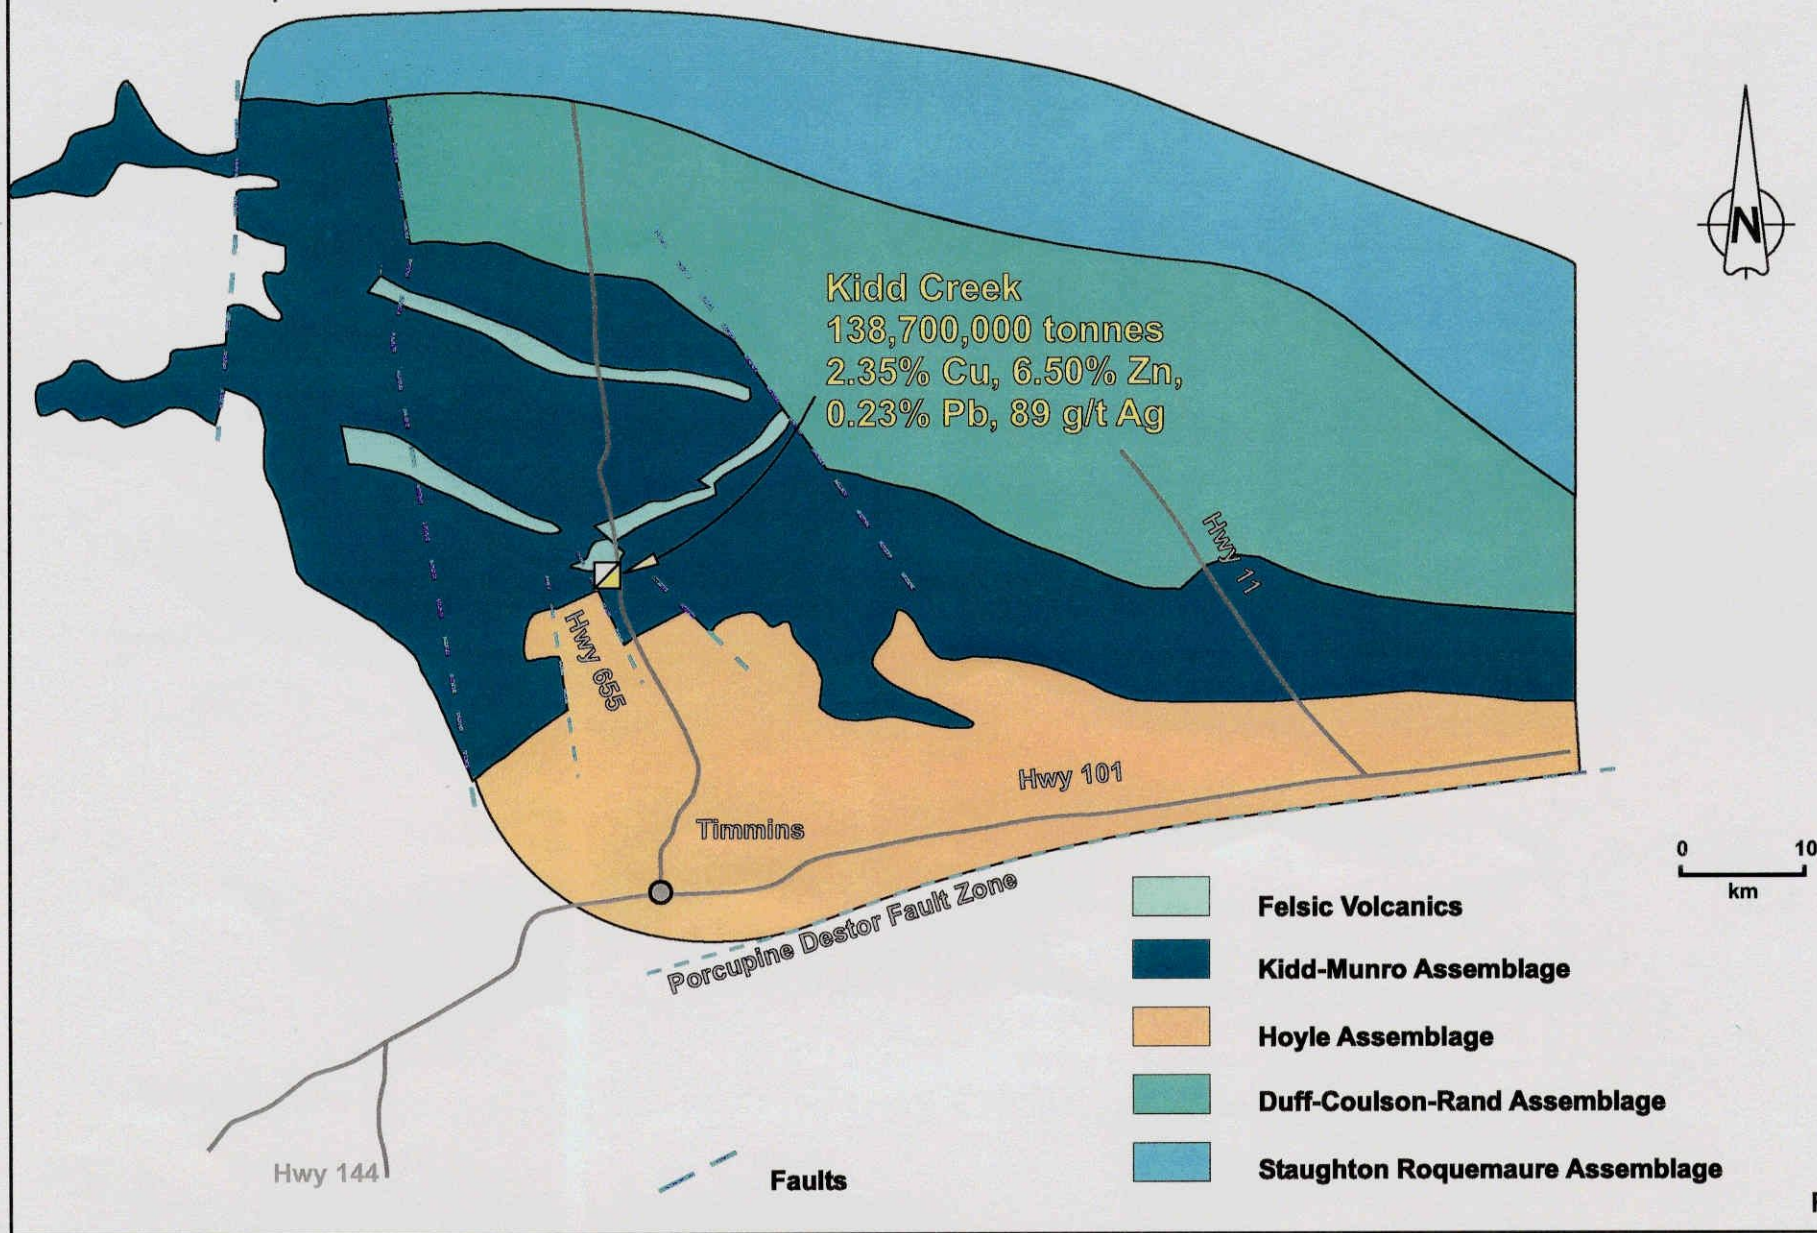 N
Kidd Creek
138,700,000 tonnes
2.35% Cu, 6.50% Zn,
0.23% Pb, 89 g/t Ag
Hwy 11
Hwy 655
Hwy 101
Timmins
Porcupine Destor Fault Zone
Hwy 144
0 10
km
Felsic Volcanics
Kidd-Munro Assemblage
Hoyle Assemblage
Duff-Coulson-Rand Assemblage
Staughton Roquemaure Assemblage
Faults